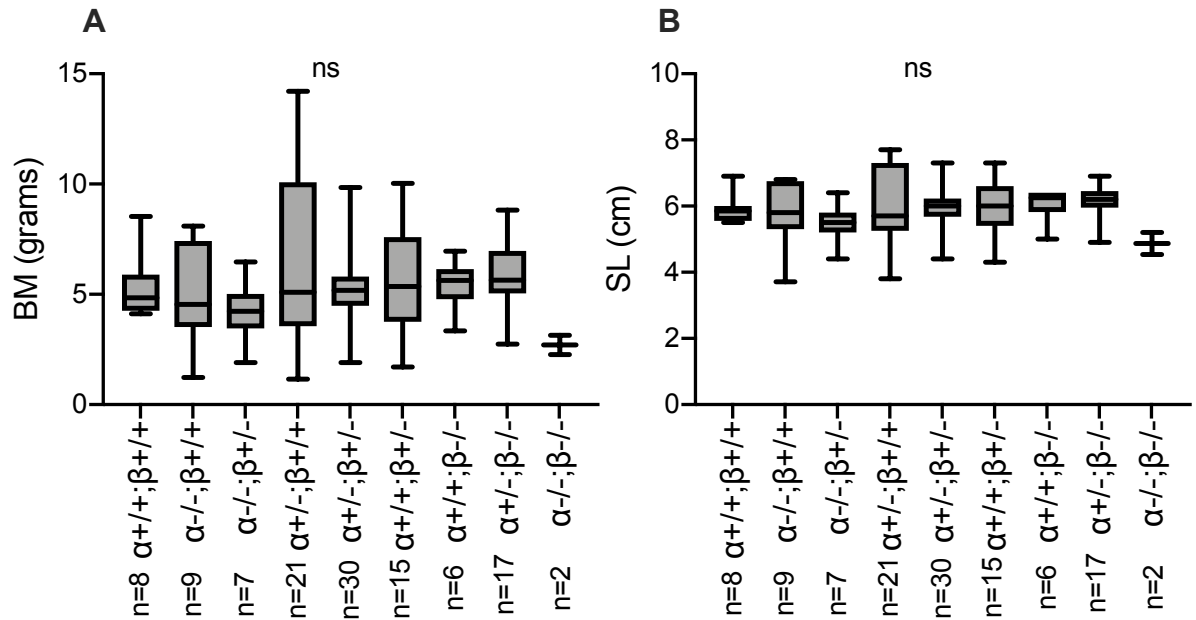 A
ns
BM (grams)
15
10
5
0
n=8 α+/+;β+/+
n=9 α-/-;β+/+
n=7 α-/-;β+/-
n=21 α+/-;β+/+
n=30 α+/-;β+/-
n=15 α+/+;β+/-
n=6 α+/+;β-/-
n=17 α+/-;β-/-
n=2 α-/-;β-/-
B
ns
SL (cm)
10
8
6
4
2
0
n=8 α+/+;β+/+
n=9 α-/-;β+/+
n=7 α-/-;β+/-
n=21 α+/-;β+/+
n=30 α+/-;β+/-
n=15 α+/+;β+/-
n=6 α+/+;β-/-
n=17 α+/-;β-/-
n=2 α-/-;β-/-